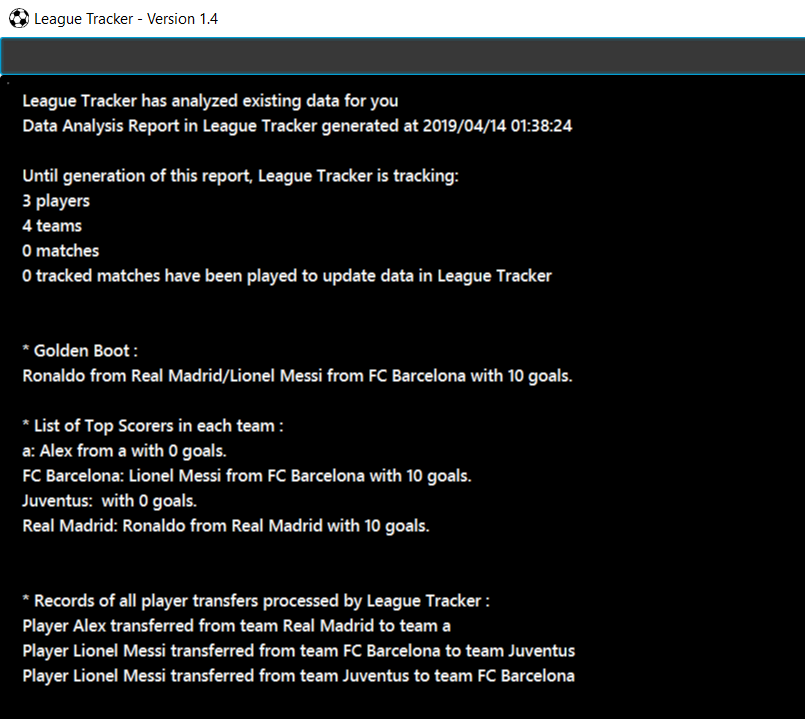 League Tracker - Version 1.4
League Tracker has analyzed existing data for you
Data Analysis Report in League Tracker generated at 2019/04/14 01:38:24
Until generation of this report, League Tracker is tracking:
3 players
4 teams
0 matches
0 tracked matches have been played to update data in League Tracker
* Golden Boot :
Ronaldo from Real Madrid/Lionel Messi from FC Barcelona with 10 goals.
* List of Top Scorers in each team :
a: Alex from a with 0 goals.
FC Barcelona: Lionel Messi from FC Barcelona with 10 goals.
Juventus:  with 0 goals.
Real Madrid: Ronaldo from Real Madrid with 10 goals.
* Records of all player transfers processed by League Tracker :
Player Alex transferred from team Real Madrid to team a
Player Lionel Messi transferred from team FC Barcelona to team Juventus
Player Lionel Messi transferred from team Juventus to team FC Barcelona